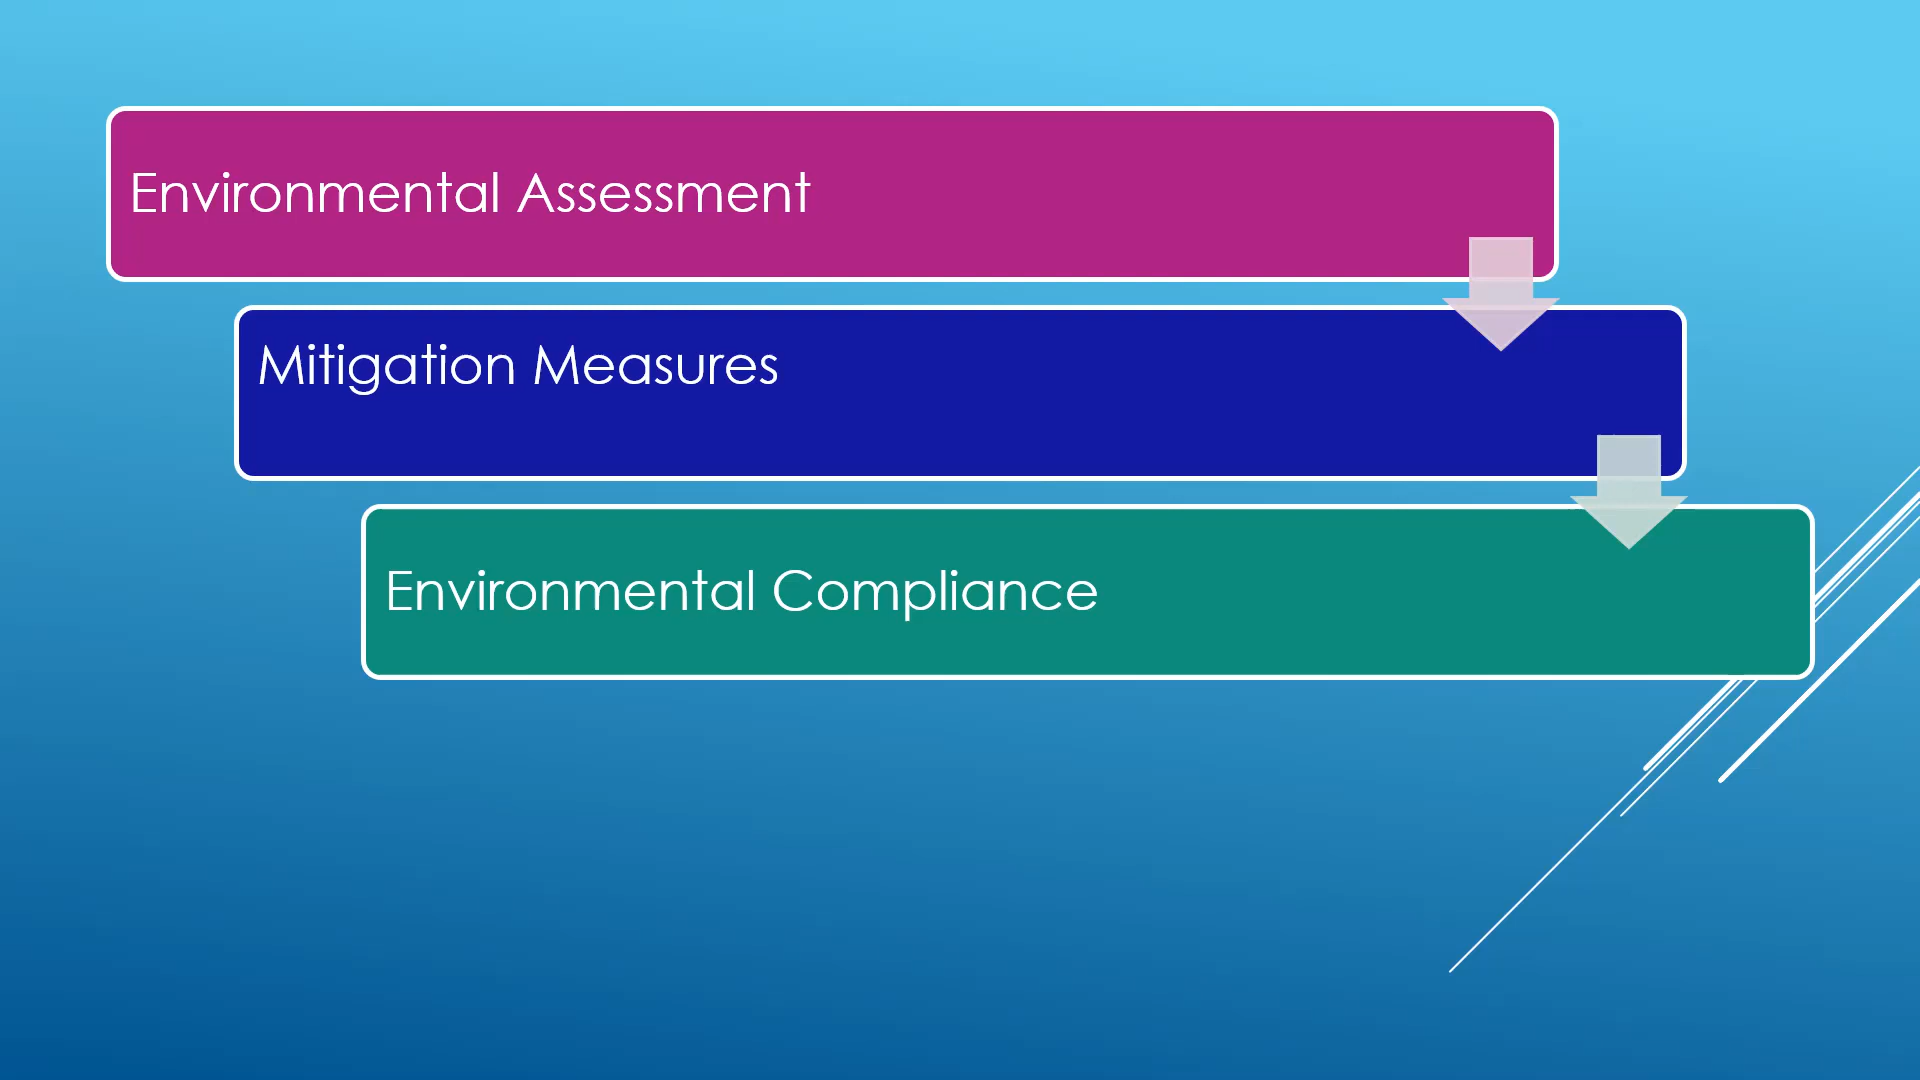 Environmental Assessment
Mitigation Measures
Environmental Compliance